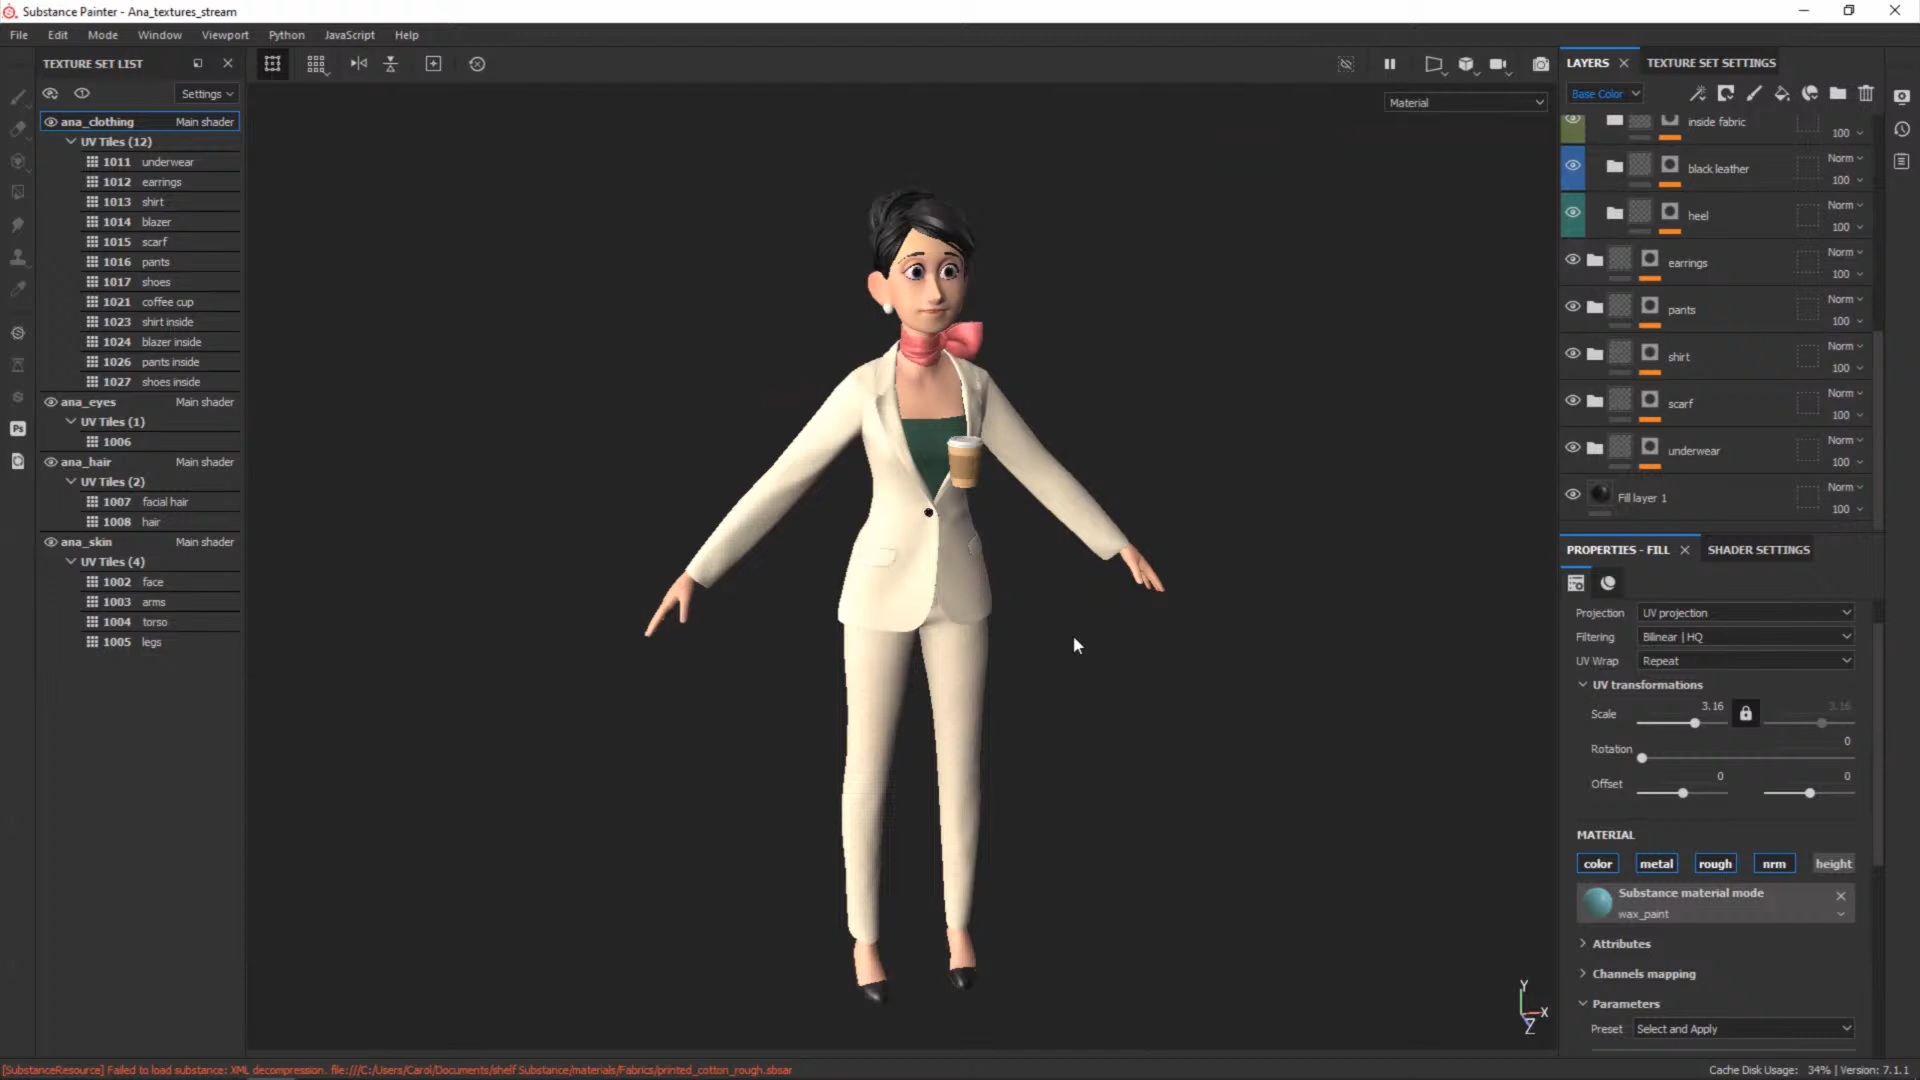 Substance Painter - Ana_textures_stream
File Edit Mode Window Viewport Python JavaScript Help
TEXTURE SET LIST
Settings
ana_clothing Main shader
UV Tiles (12)
1011 underwear
1012 earrings
1013 shirt
1014 blazer
1015 scarf
1016 pants
1017 shoes
1021 coffee cup
1023 shirt inside
1024 blazer inside
1026 pants inside
1027 shoes inside
ana_eyes Main shader
UV Tiles (1)
1006
ana_hair Main shader
UV Tiles (2)
1007 facial hair
1008 hair
ana_skin Main shader
UV Tiles (4)
1002 face
1003 arms
1004 torso
1005 legs
Ps
Material
Y
X
Z
LAYERS TEXTURE SET SETTINGS
Base Color
inside fabric
100
black leather Norm
100
heel Norm
100
earrings Norm
100
pants Norm
100
shirt Norm
100
scarf Norm
100
underwear Norm
100
Fill layer 1 Norm
100
PROPERTIES - FILL SHADER SETTINGS
Projection UV projection
Filtering Bilinear | HQ
UV Wrap Repeat
UV transformations
Scale 3.16 3.16
Rotation 0
Offset 0 0
MATERIAL
color metal rough nrm height
Substance material mode
wax_paint
Attributes
Channels mapping
Parameters
Preset Select and Apply
[SubstanceResource] Failed to load substance: XML decompression. file:///C:/Users/Carol/Documents/shelf Substance/materials/Fabrics/printed_cotton_rough.sbsar
Cache Disk Usage: 34% | Version: 7.1.1